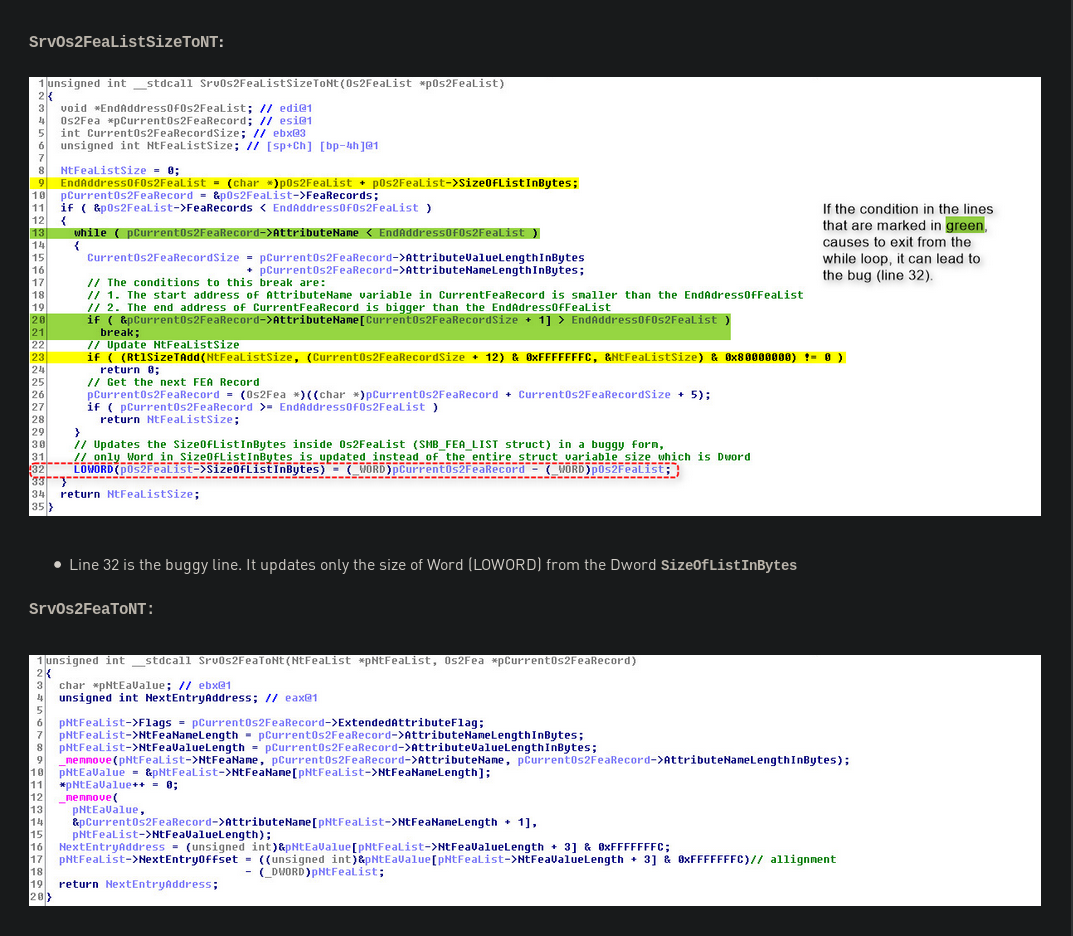 SrvOs2FeaListSizeToNT:
1 unsigned int __stdcall SrvOs2FeaListSizeToNt(Os2FeaList *pOs2FeaList)
2 {
3 void *EndAddressOfOs2FeaList; // edi@1
4 Os2Fea *pCurrentOs2FeaRecord; // esi@1
5 int CurrentOs2FeaRecordSize; // ebx@3
6 unsigned int NtFeaListSize; // [sp+Ch] [bp-4h]@1
7
8 NtFeaListSize = 0;
9 EndAddressOfOs2FeaList = (char *)pOs2FeaList + pOs2FeaList->SizeOfListInBytes;
10 pCurrentOs2FeaRecord = &pOs2FeaList->FeaRecords;
11 if ( &pOs2FeaList->FeaRecords < EndAddressOfOs2FeaList )
12 {
13 while ( pCurrentOs2FeaRecord->AttributeName < EndAddressOfOs2FeaList )
14 {
15 CurrentOs2FeaRecordSize = pCurrentOs2FeaRecord->AttributeValueLengthInBytes
16 + pCurrentOs2FeaRecord->AttributeNameLengthInBytes;
17 // The conditions to this break are:
18 // 1. The start address of AttributeName variable in CurrentFeaRecord is smaller than the EndAdressOfFeaList
19 // 2. The end address of CurrentFeaRecord is bigger than the EndAdressOfFeaList
20 if ( &pCurrentOs2FeaRecord->AttributeName[CurrentOs2FeaRecordSize + 1] > EndAddressOfOs2FeaList )
21 break;
22 // Update NtFeaListSize
23 if ( (RtlSizeTAdd(NtFeaListSize, (CurrentOs2FeaRecordSize + 12) & 0xFFFFFFFC, &NtFeaListSize) & 0x80000000) != 0 )
24 return 0;
25 // Get the next FEA Record
26 pCurrentOs2FeaRecord = (Os2Fea *)((char *)pCurrentOs2FeaRecord + CurrentOs2FeaRecordSize + 5);
27 if ( pCurrentOs2FeaRecord >= EndAddressOfOs2FeaList )
28 return NtFeaListSize;
29 }
30 // Updates the SizeOfListInBytes inside Os2FeaList (SMB_FEA_LIST struct) in a buggy form,
31 // only Word in SizeOfListInBytes is updated instead of the entire struct variable size which is Dword
32 LOWORD(pOs2FeaList->SizeOfListInBytes) = (_WORD)pCurrentOs2FeaRecord - (_WORD)pOs2FeaList;
33 }
34 return NtFeaListSize;
35 }
If the condition in the lines
that are marked in green,
causes to exit from the
while loop, it can lead to
the bug (line 32).
• Line 32 is the buggy line. It updates only the size of Word (LOWORD) from the Dword SizeOfListInBytes
SrvOs2FeaToNT:
1 unsigned int __stdcall SrvOs2FeaToNt(NtFeaList *pNtFeaList, Os2Fea *pCurrentOs2FeaRecord)
2 {
3 char *pNtEaValue; // ebx@1
4 unsigned int NextEntryAddress; // eax@1
5
6 pNtFeaList->Flags = pCurrentOs2FeaRecord->ExtendedAttributeFlag;
7 pNtFeaList->NtFeaNameLength = pCurrentOs2FeaRecord->AttributeNameLengthInBytes;
8 pNtFeaList->NtFeaValueLength = pCurrentOs2FeaRecord->AttributeValueLengthInBytes;
9 _memmove(pNtFeaList->NtFeaName, pCurrentOs2FeaRecord->AttributeName, pCurrentOs2FeaRecord->AttributeNameLengthInBytes);
10 pNtEaValue = &pNtFeaList->NtFeaName[pNtFeaList->NtFeaNameLength];
11 *pNtEaValue++ = 0;
12 _memmove(
13 pNtEaValue,
14 &pCurrentOs2FeaRecord->AttributeName[pNtFeaList->NtFeaNameLength + 1],
15 pNtFeaList->NtFeaValueLength);
16 NextEntryAddress = (unsigned int)&pNtEaValue[pNtFeaList->NtFeaValueLength + 3] & 0xFFFFFFFC;
17 pNtFeaList->NextEntryOffset = ((unsigned int)&pNtEaValue[pNtFeaList->NtFeaValueLength + 3] & 0xFFFFFFFC)// allignment
18 - (_DWORD)pNtFeaList;
19 return NextEntryAddress;
20 }